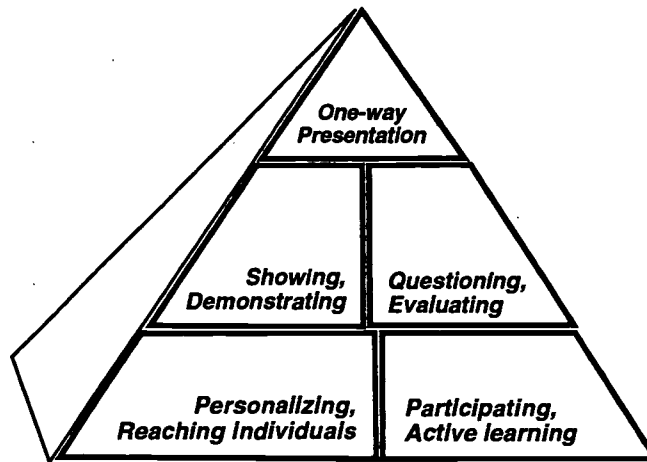 One-way
Presentation
Showing,
Demonstrating
Questioning,
Evaluating
Personalizing,
Reaching Individuals
Participating,
Active learning